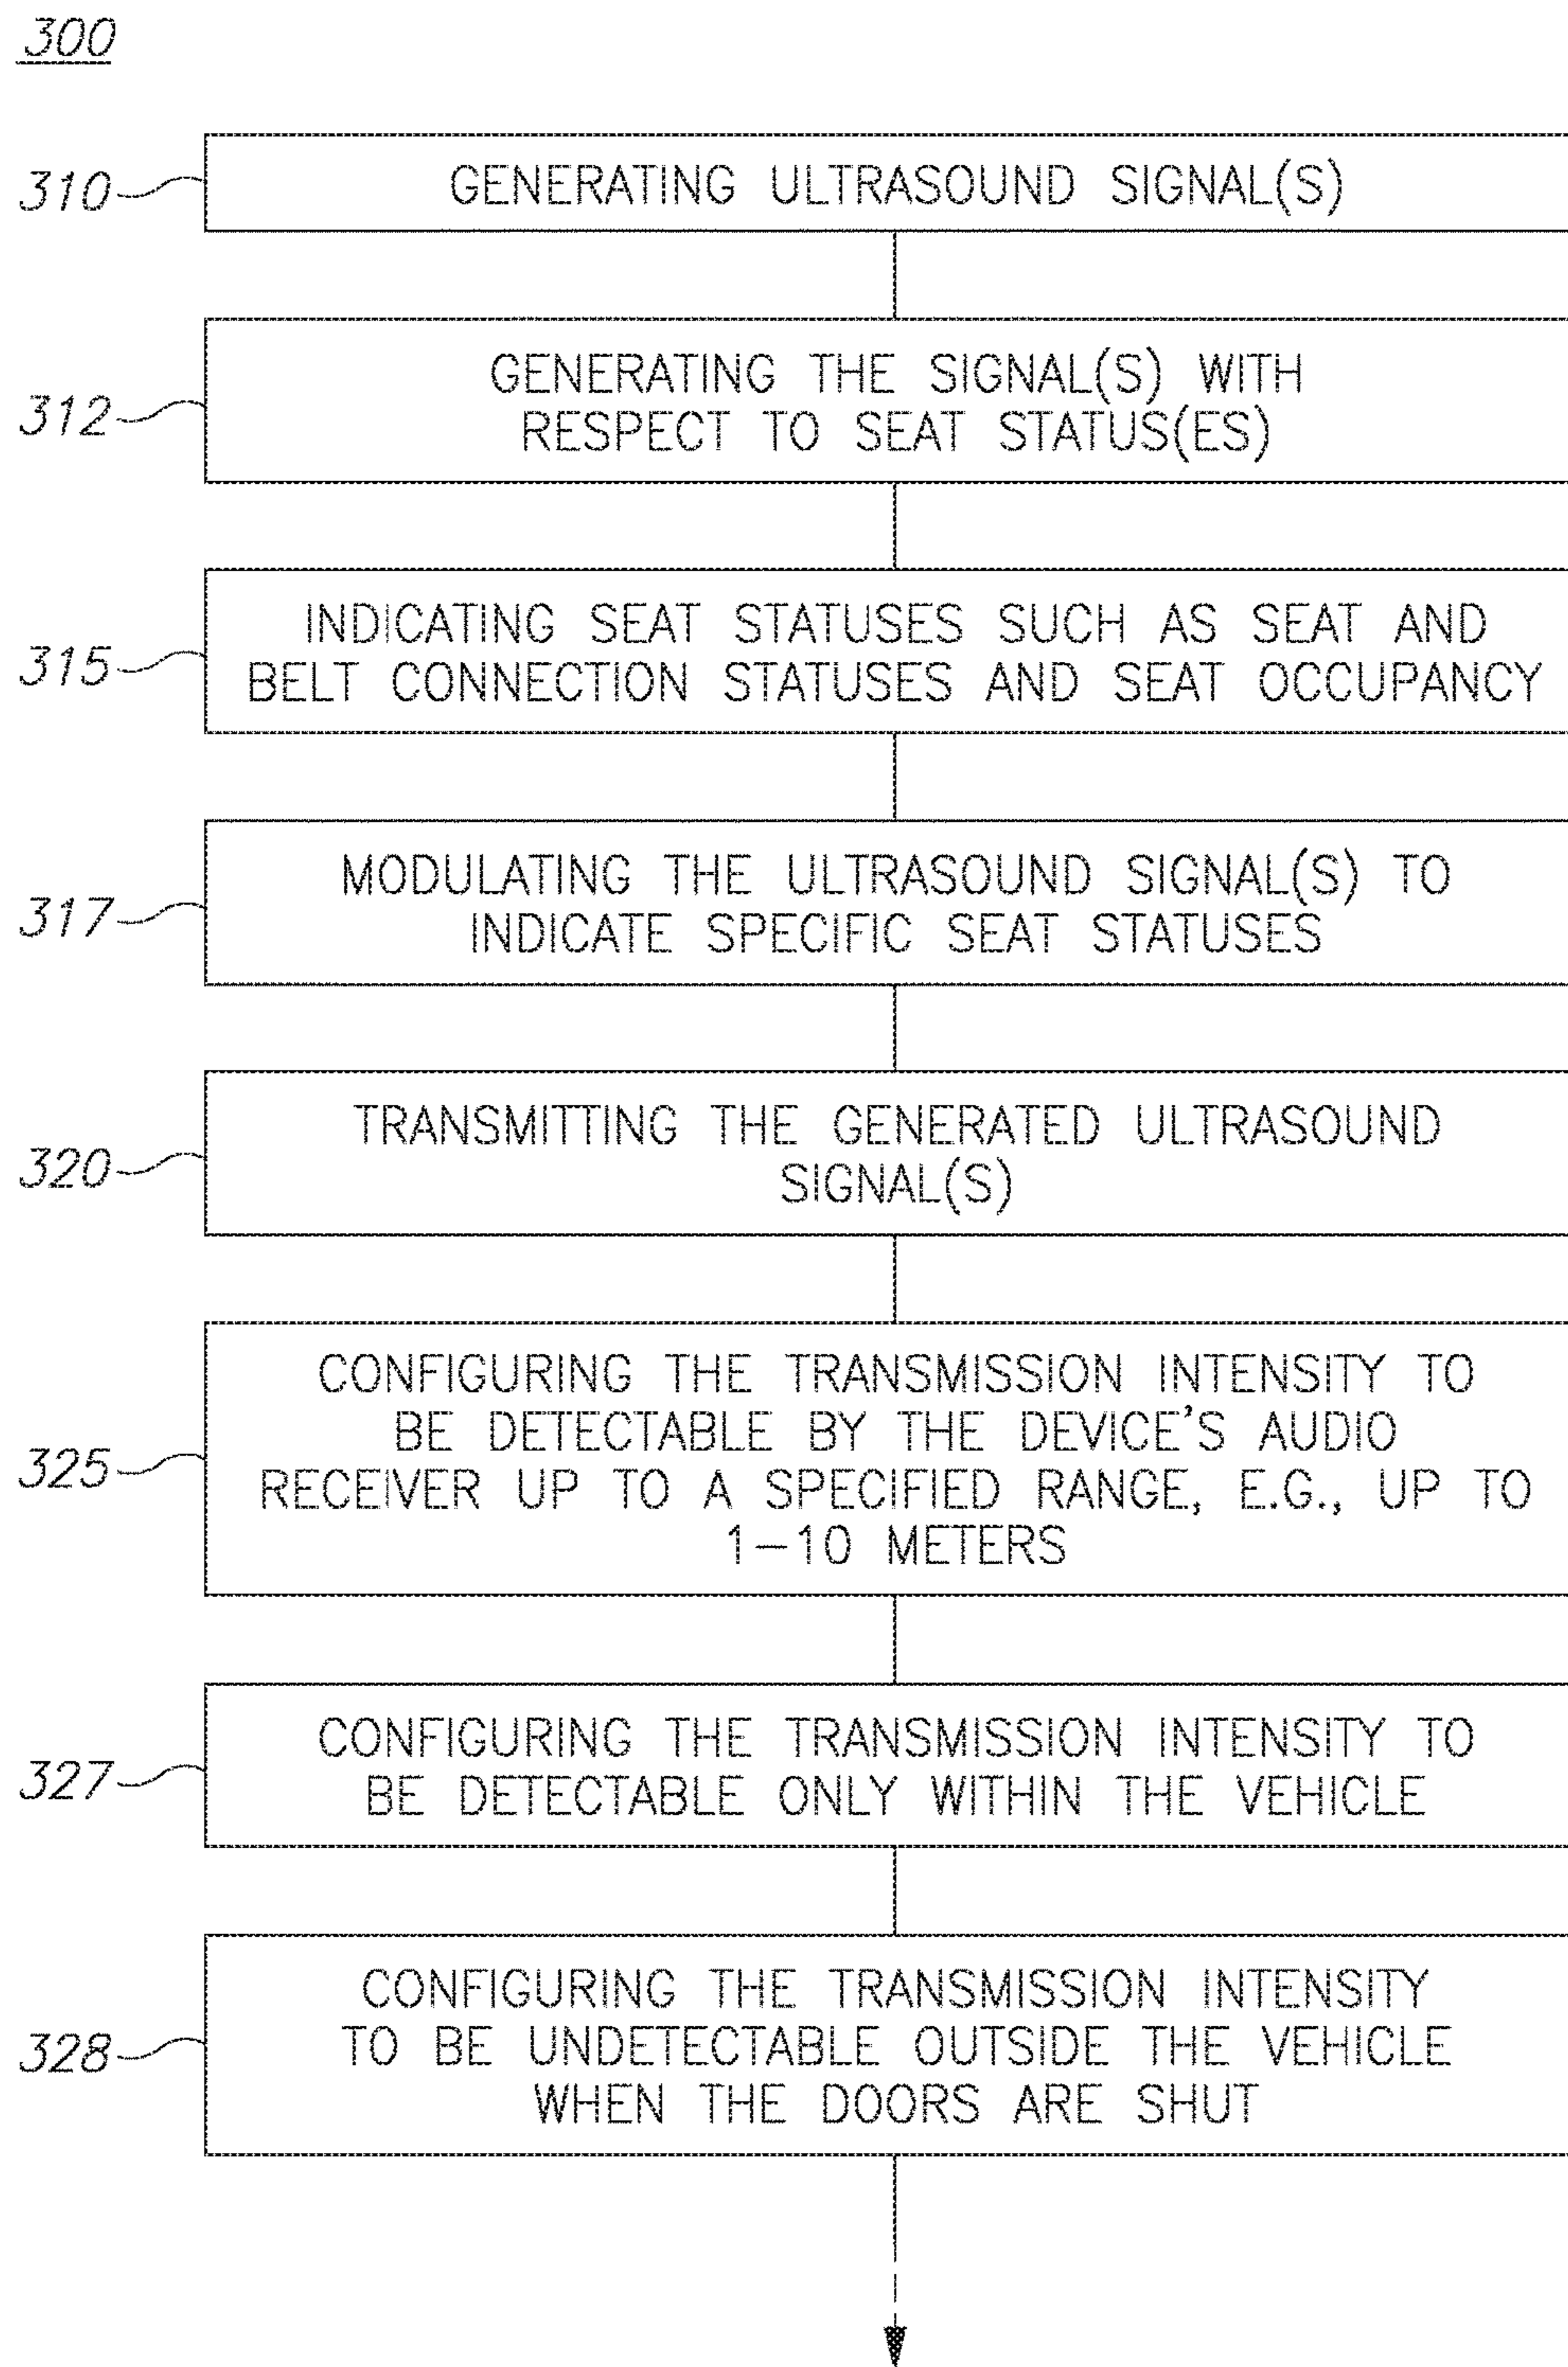 300
310
GENERATING ULTRASOUND SIGNAL(S)
312
GENERATING THE SIGNAL(S) WITH
RESPECT TO SEAT STATUS(ES)
315
INDICATING SEAT STATUSES SUCH AS SEAT AND
BELT CONNECTION STATUSES AND SEAT OCCUPANCY
317
MODULATING THE ULTRASOUND SIGNAL(S) TO
INDICATE SPECIFIC SEAT STATUSES
320
TRANSMITTING THE GENERATED ULTRASOUND
SIGNAL(S)
325
CONFIGURING THE TRANSMISSION INTENSITY TO
BE DETECTABLE BY THE DEVICE'S AUDIO
RECEIVER UP TO A SPECIFIED RANGE, E.G., UP TO
1-10 METERS
327
CONFIGURING THE TRANSMISSION INTENSITY TO
BE DETECTABLE ONLY WITHIN THE VEHICLE
328
CONFIGURING THE TRANSMISSION INTENSITY
TO BE UNDETECTABLE OUTSIDE THE VEHICLE
WHEN THE DOORS ARE SHUT